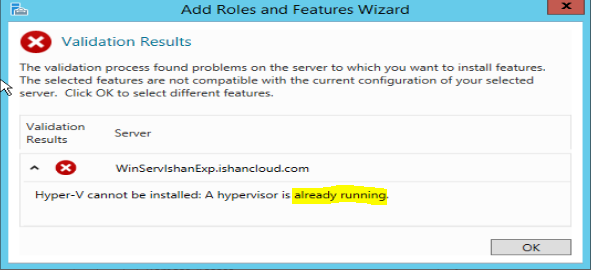 Add Roles and Features Wizard
x
Validation Results
The validation process found problems on the server to which you want to install features.
The selected features are not compatible with the current configuration of your selected
server. Click OK to select different features.
Validation
Results
Server
WinServIshanExp.ishancloud.com
Hyper-V cannot be installed: A hypervisor is already running.
OK